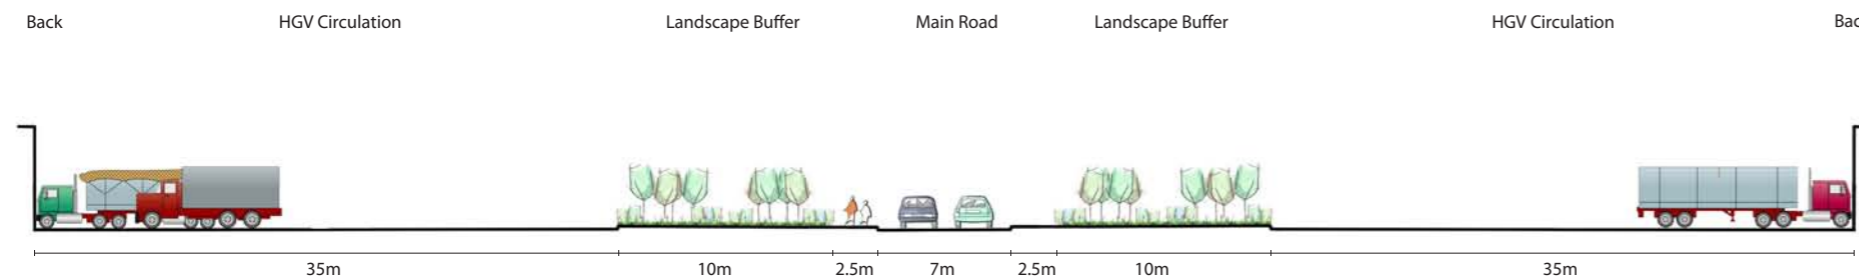 Back HGV Circulation Landscape Buffer Main Road Landscape Buffer HGV Circulation Bac
35m 10m 2.5m 7m 2.5m 10m 35m